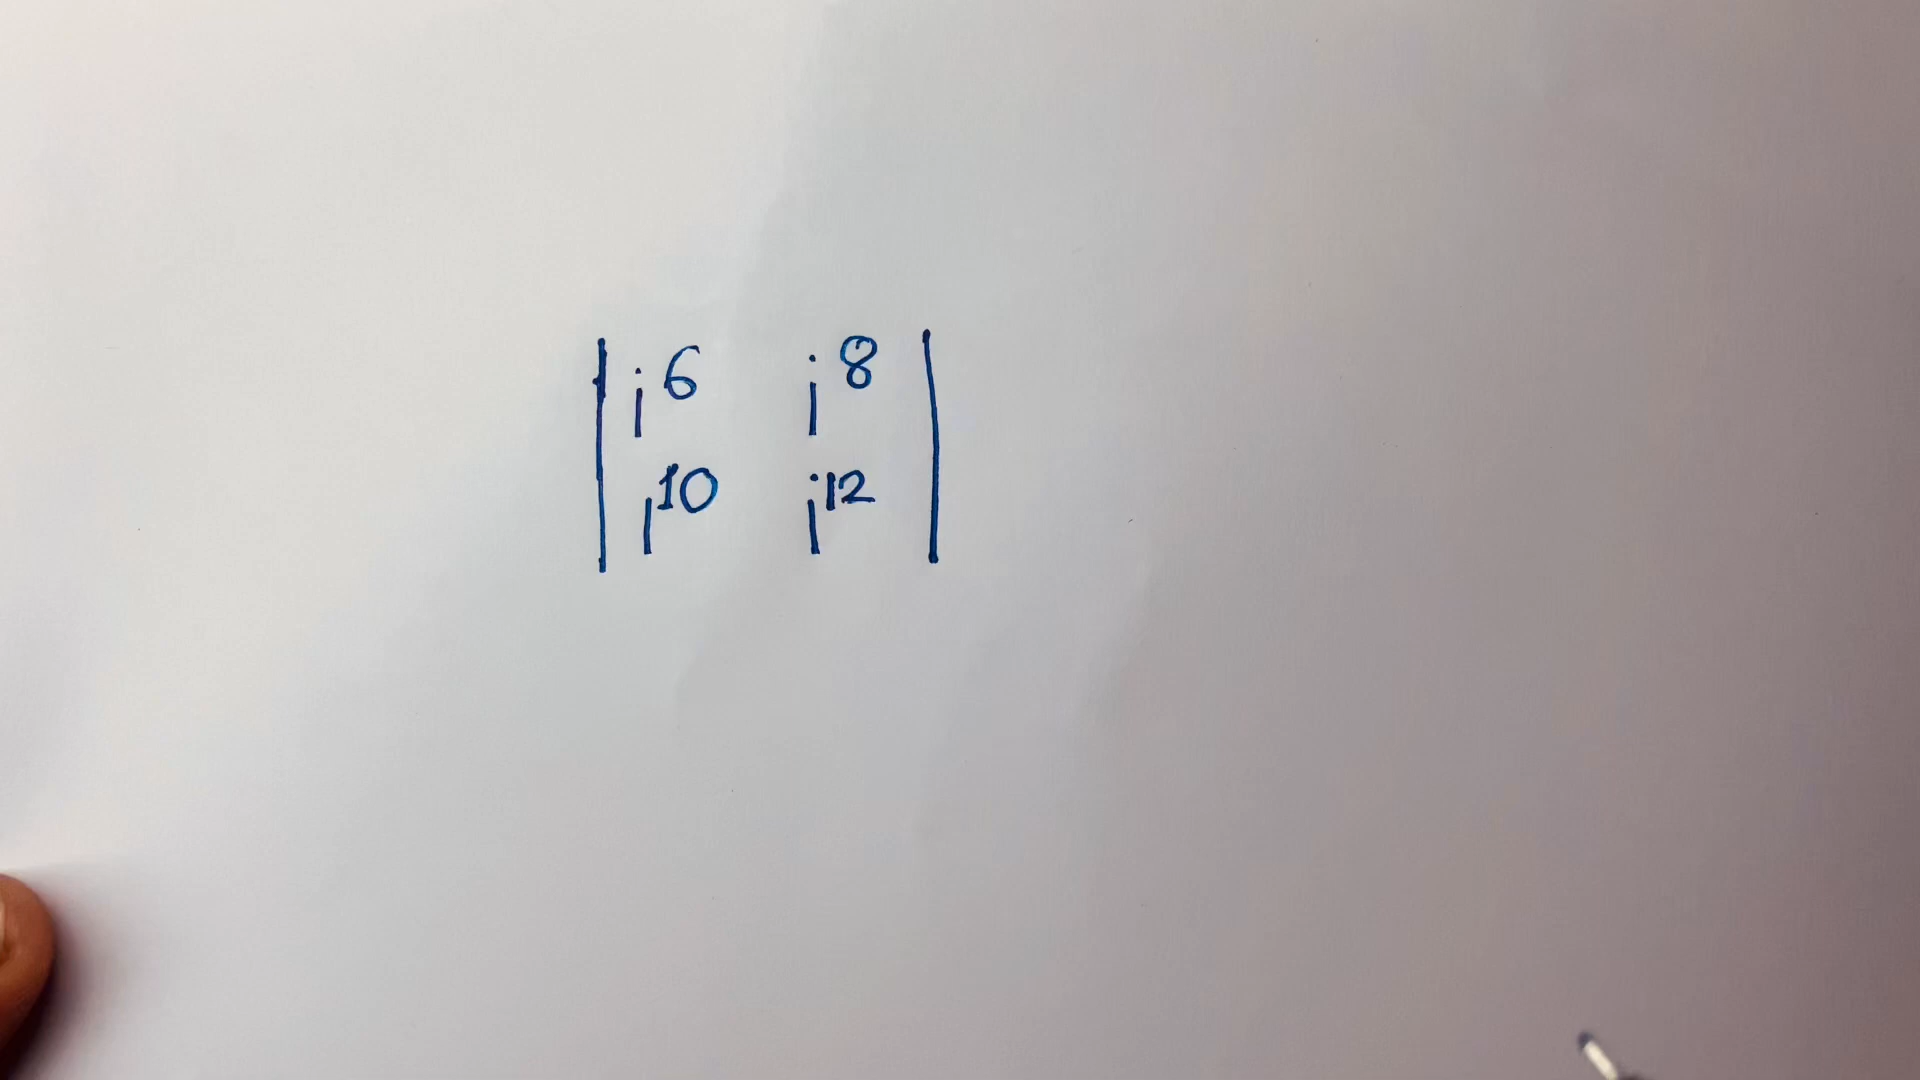 | i⁶ i⁸ |
| i¹⁰ i¹² |